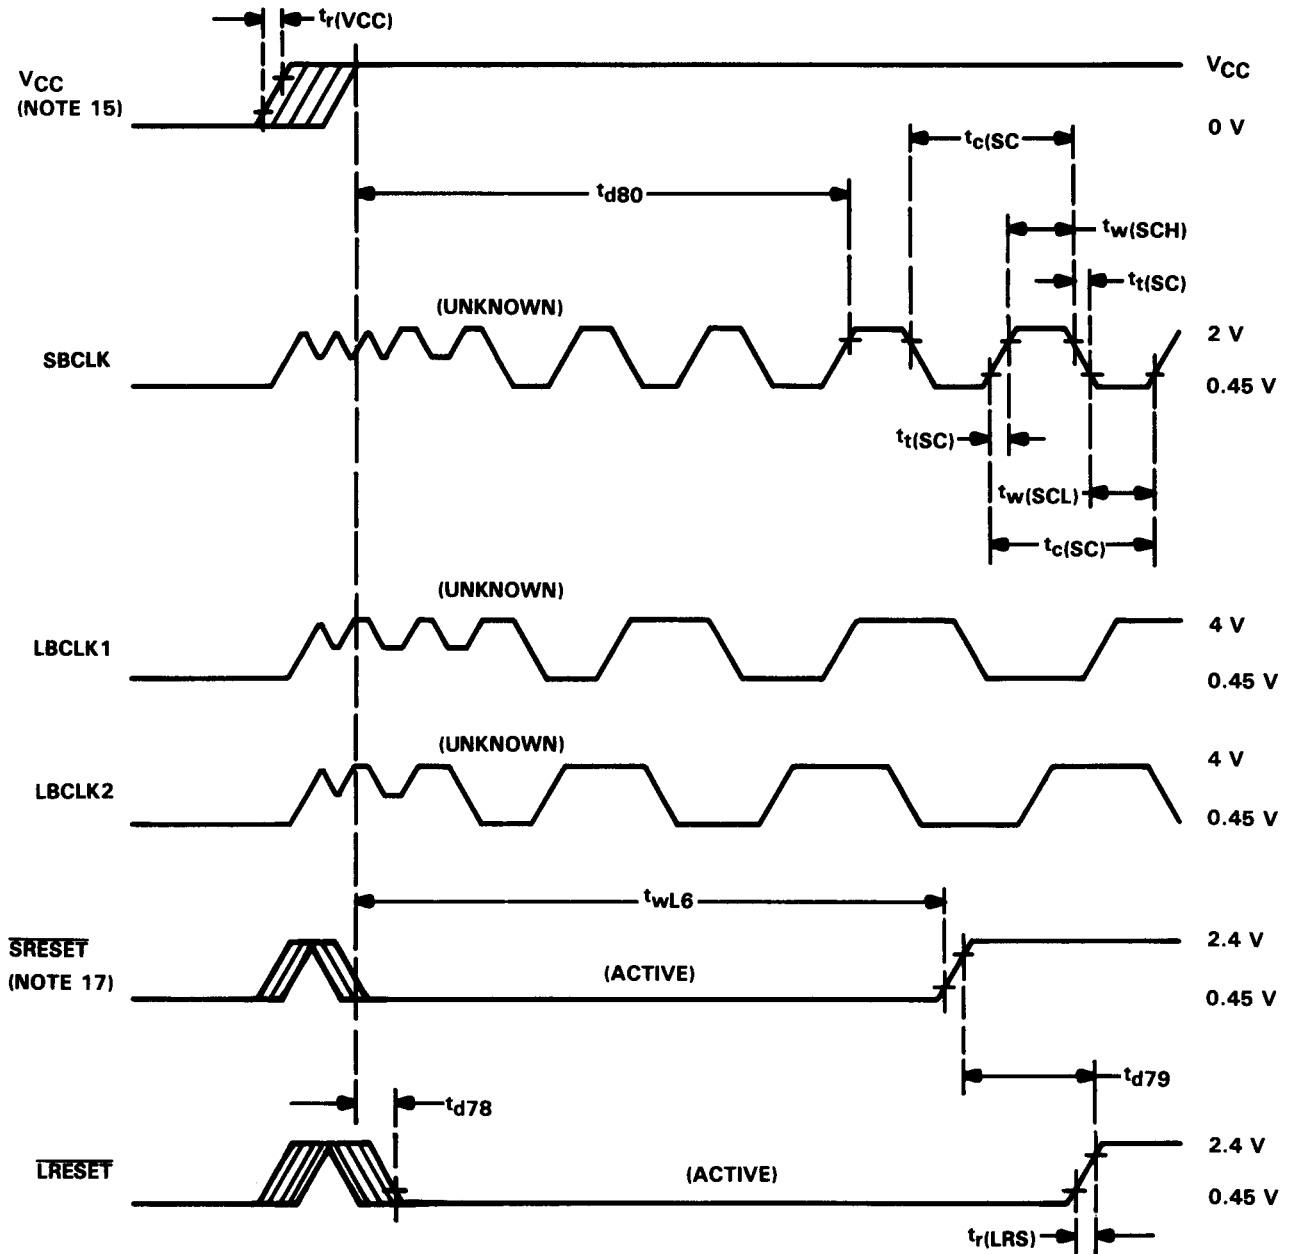 tr(VCC)
VCC
(NOTE 15)
VCC
0 V
tc(SC
td80
tw(SCH)
tt(SC)
(UNKNOWN)
SBCLK
2 V
0.45 V
tt(SC)
tw(SCL)
tc(SC)
(UNKNOWN)
LBCLK1
4 V
0.45 V
(UNKNOWN)
LBCLK2
4 V
0.45 V
twL6
SRESET
(NOTE 17)
(ACTIVE)
2.4 V
0.45 V
td79
td78
LRESET
(ACTIVE)
2.4 V
0.45 V
tr(LRS)